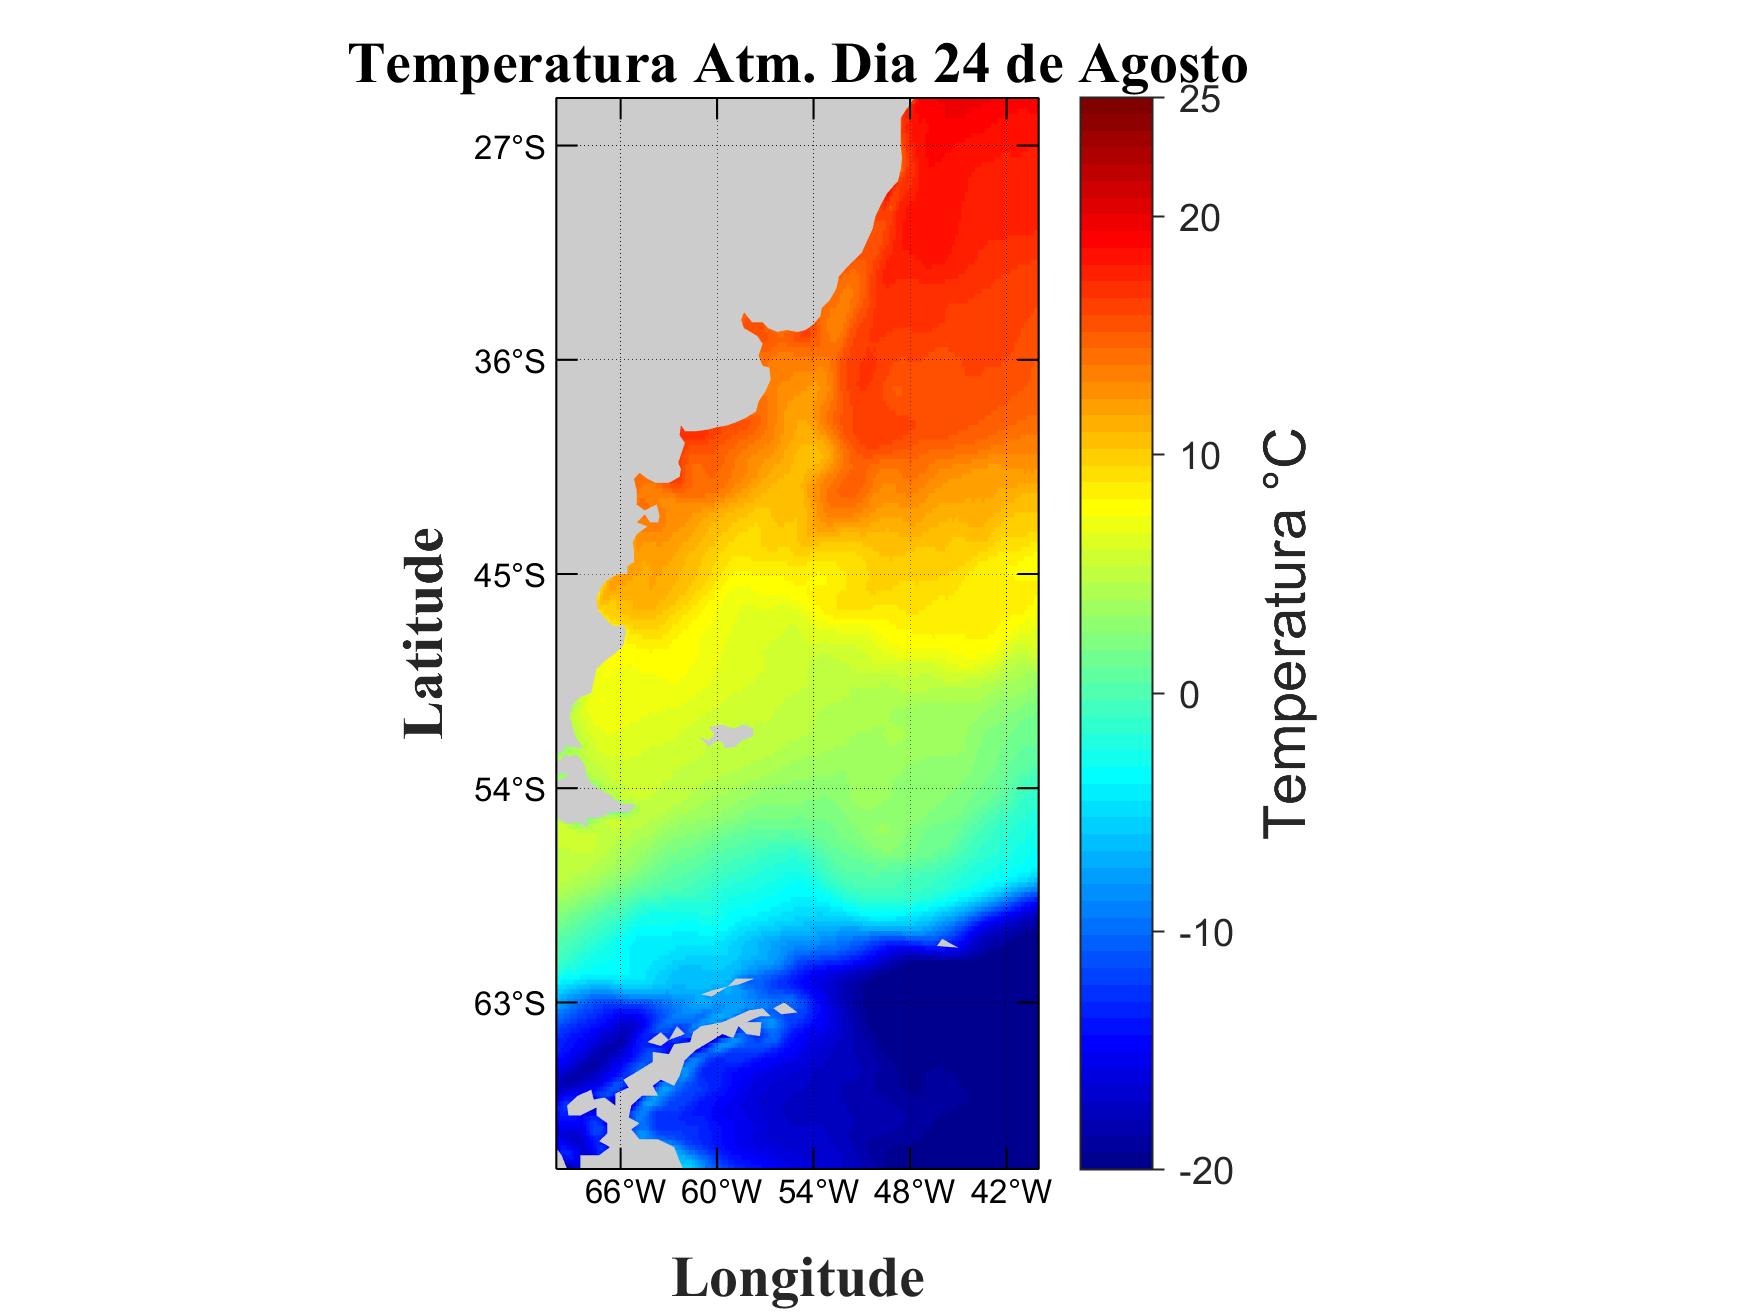 Temperatura Atm. Dia 24 de Agosto
25
27°S
20
36°S
10
45°S
0
54°S
-10
63°S
-20
66°W 60°W 54°W 48°W 42°W
Latitude
Temperatura °C
Longitude